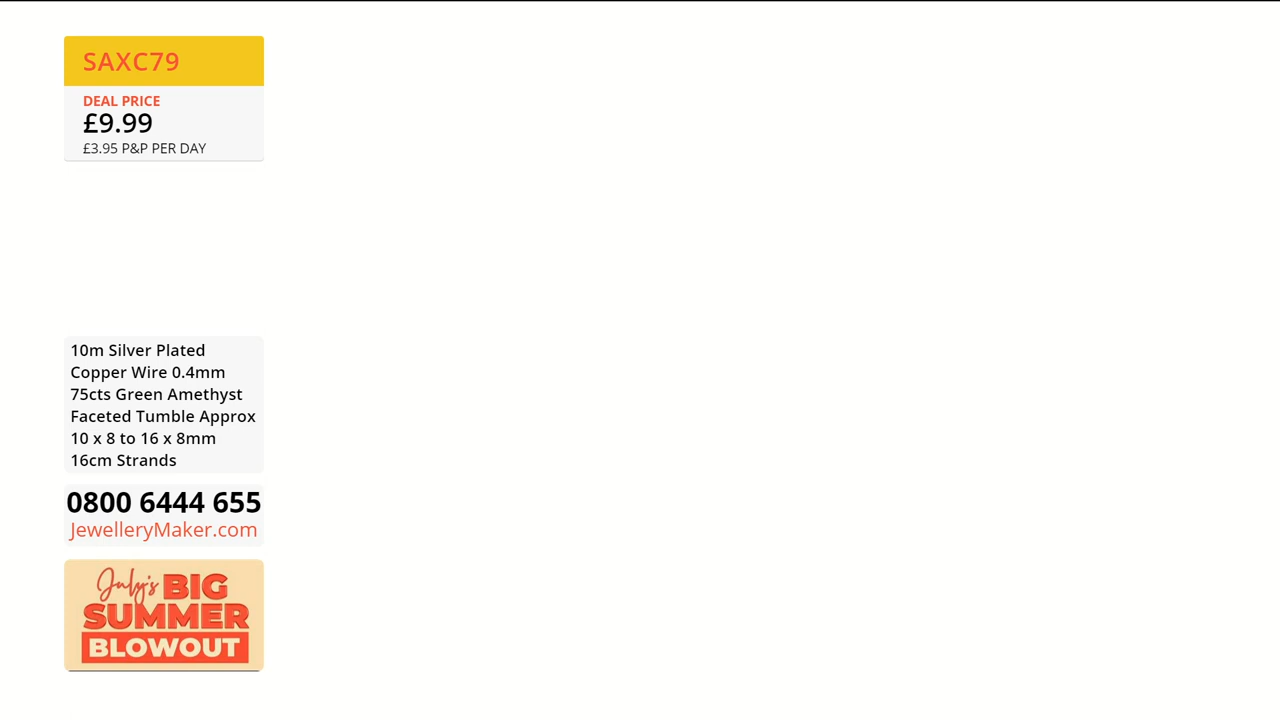 SAXC79
DEAL PRICE
£9.99
£3.95 P&P PER DAY
10m Silver Plated
Copper Wire 0.4mm
75cts Green Amethyst
Faceted Tumble Approx
10 x 8 to 16 x 8mm
16cm Strands
0800 6444 655
JewelleryMaker.com
July's BIG
SUMMER
BLOWOUT